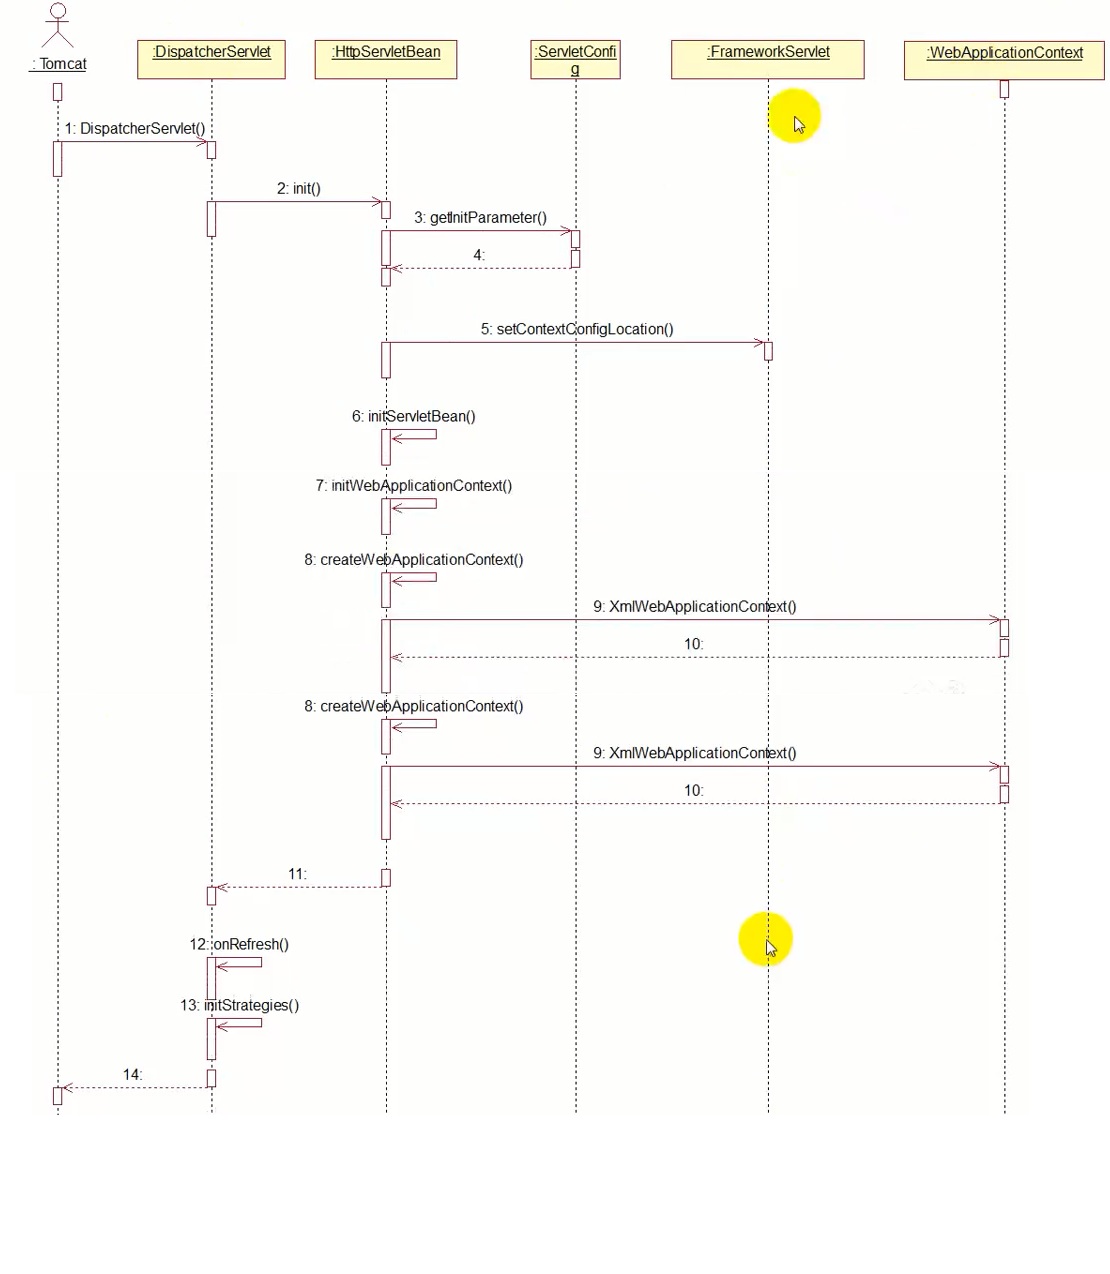 : Tomcat
:DispatcherServlet
:HttpServletBean
:ServletConfi
g
:FrameworkServlet
:WebApplicationContext
1: DispatcherServlet()
2: init()
3: getInitParameter()
4:
5: setContextConfigLocation()
6: initServletBean()
7: initWebApplicationContext()
8: createWebApplicationContext()
9: XmlWebApplicationContext()
10:
8: createWebApplicationContext()
9: XmlWebApplicationContext()
10:
11:
12: onRefresh()
13: initStrategies()
14: